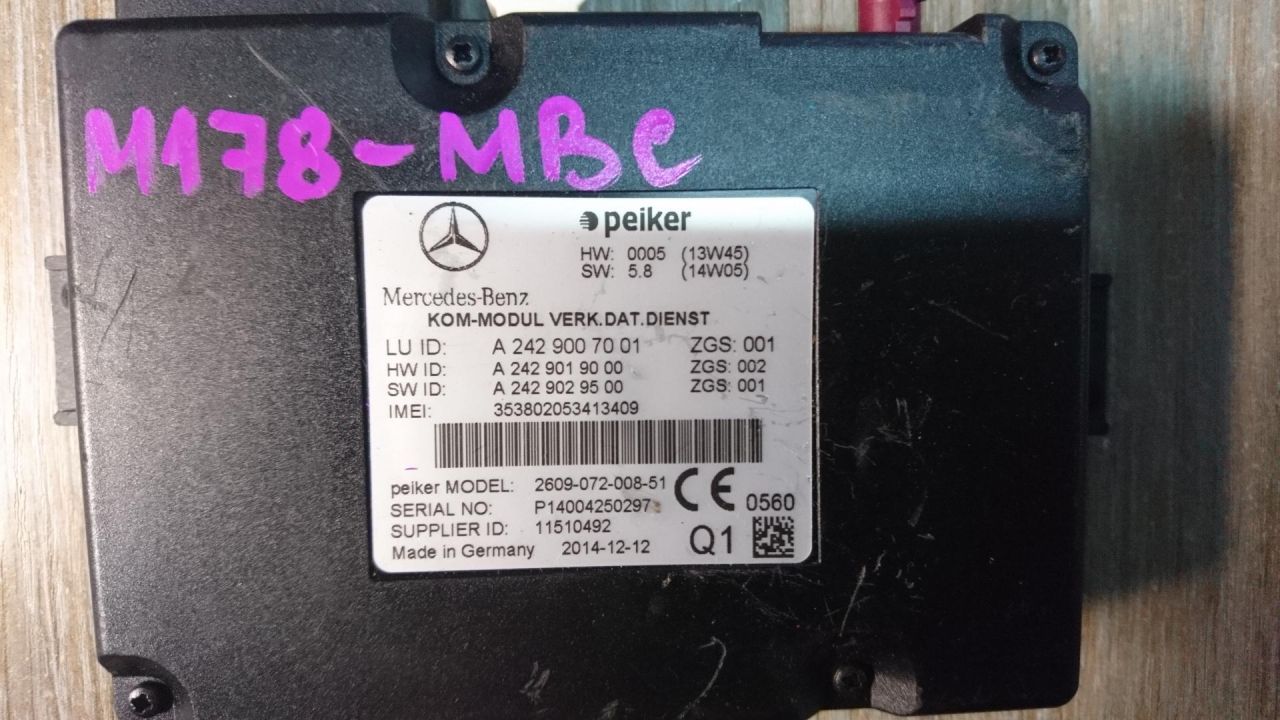 M178-MBC
peiker
HW: 0005 (13W45)
SW: 5.8 (14W05)
Mercedes-Benz
KOM-MODUL VERK.DAT.DIENST
LU ID: A 242 900 70 01 ZGS: 001
HW ID: A 242 901 90 00 ZGS: 002
SW ID: A 242 902 95 00 ZGS: 001
IMEI: 353802053413409
peiker MODEL: 2609-072-008-51 CE 0560
SERIAL NO: P14004250297
SUPPLIER ID: 11510492
Made in Germany 2014-12-12 Q1